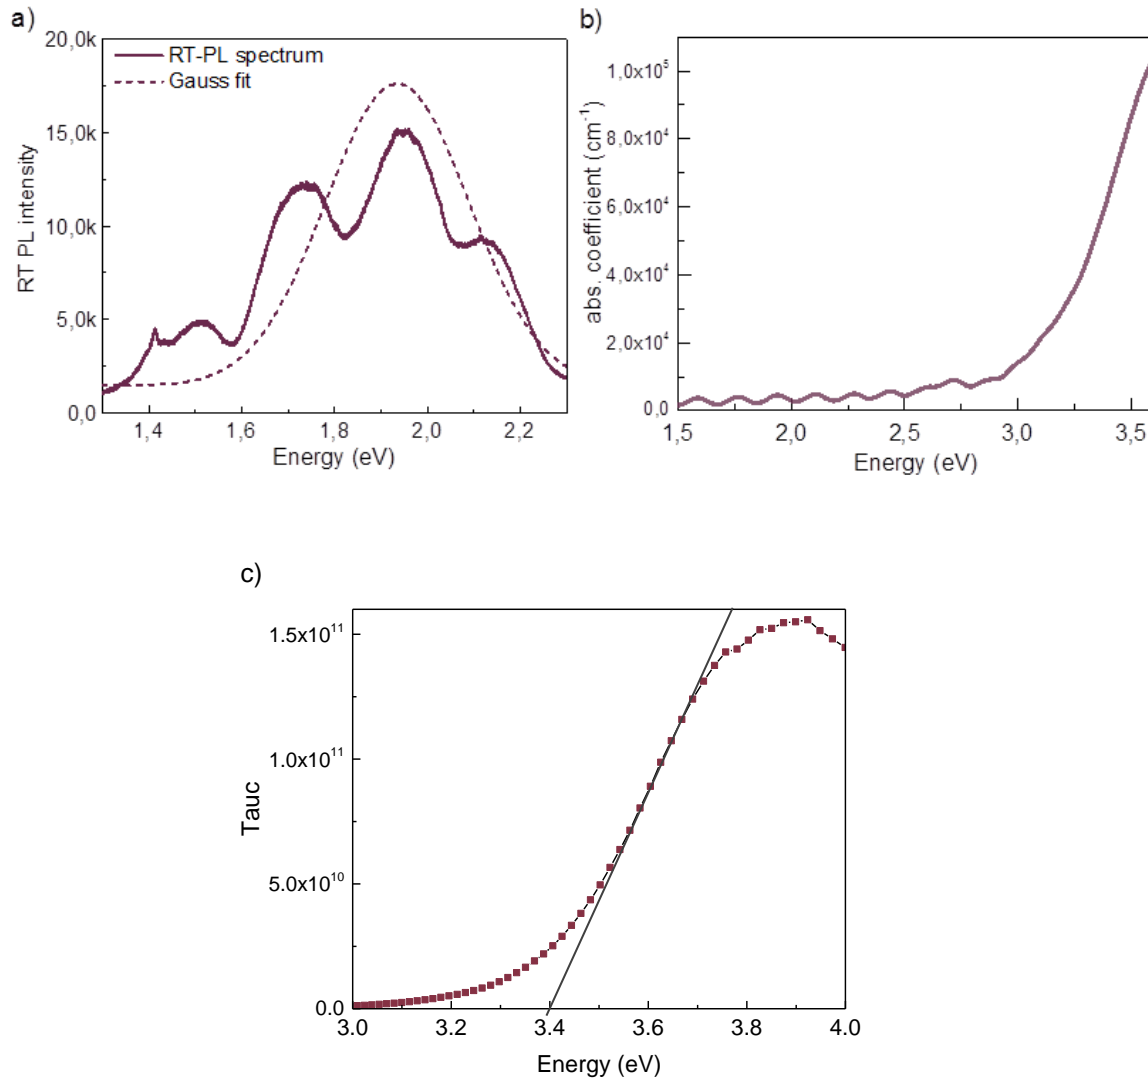 a)
20,0k
15,0k
10,0k
5,0k
0,0
RT PL intensity
RT-PL spectrum
Gauss fit
1,4 1,6 1,8 2,0 2,2
Energy (eV)
b)
1,0x10⁵
8,0x10⁴
6,0x10⁴
4,0x10⁴
2,0x10⁴
0,0
abs. coefficient (cm⁻¹)
1,5 2,0 2,5 3,0 3,5
Energy (eV)
c)
1.5x10¹¹
1.0x10¹¹
5.0x10¹⁰
0.0
Tauc
3.0 3.2 3.4 3.6 3.8 4.0
Energy (eV)